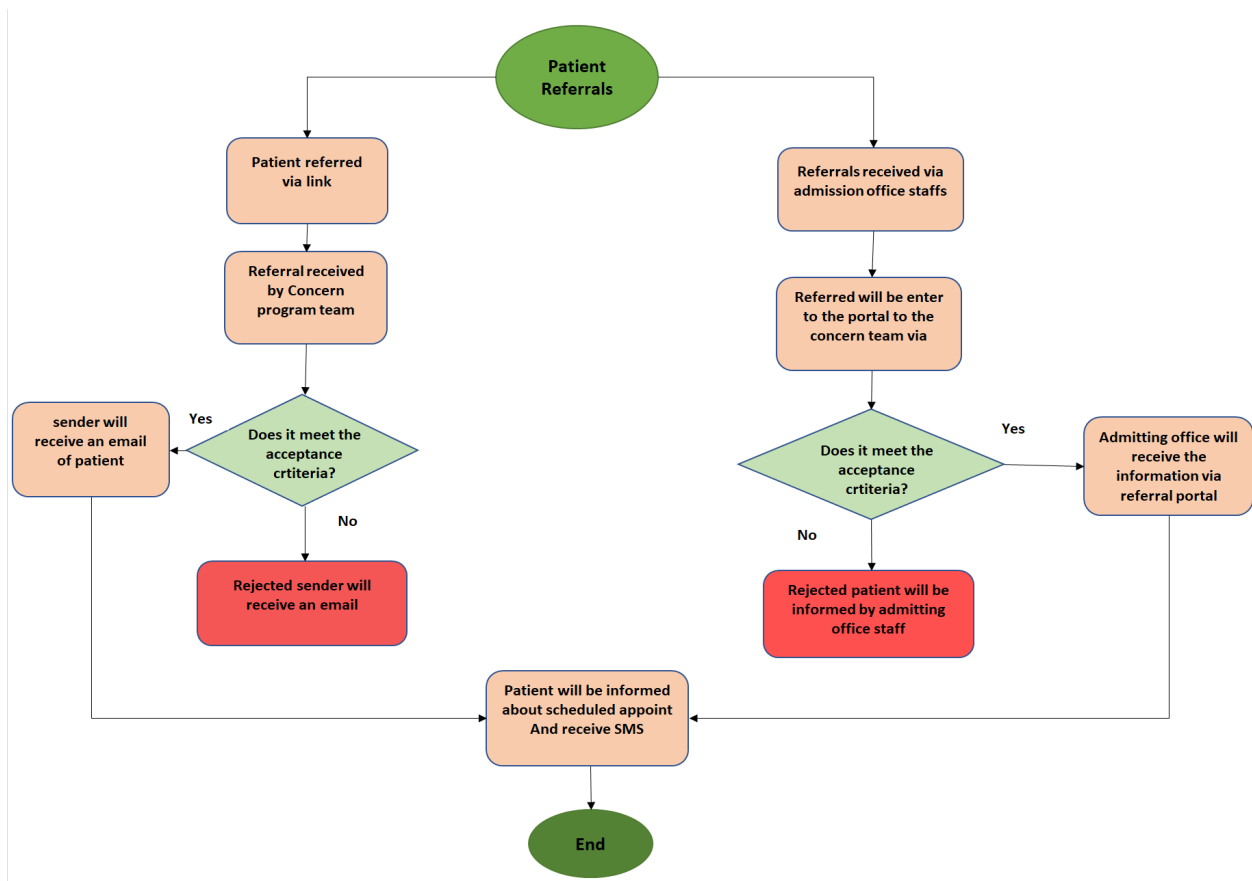 Patient
Referrals
Patient referred
via link
Referrals received via
admission office staffs
Referral received
by Concern
program team
Referred will be enter
to the portal to the
concern team via
sender will
receive an email
of patient
Yes
Does it meet the
acceptance
crtiteria?
Does it meet the
acceptance
crtiteria?
Yes
Admitting office will
receive the
information via
referral portal
No
No
Rejected sender will
receive an email
Rejected patient will be
informed by admitting
office staff
Patient will be informed
about scheduled appoint
And receive SMS
End